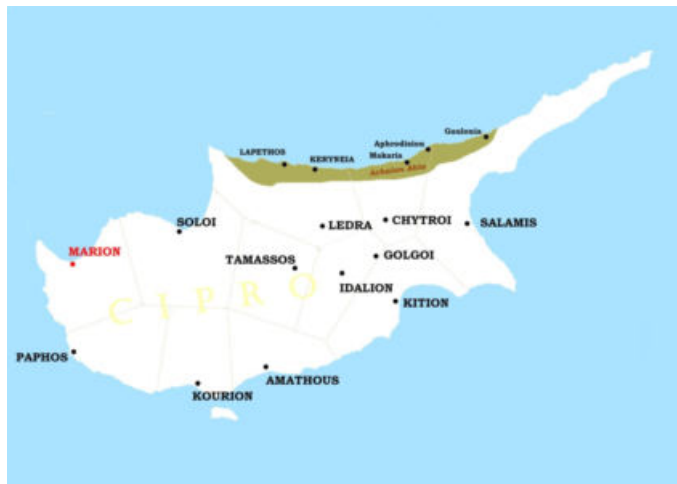 Gaulonia
Aphrodision
LAPETHOS
Makaria
KERYNEIA
Achaion Akte
SOLOI
LEDRA
CHYTROI
SALAMIS
MARION
TAMASSOS
GOLGOI
IDALION
CIPRO
KITION
PAPHOS
AMATHOUS
KOURION